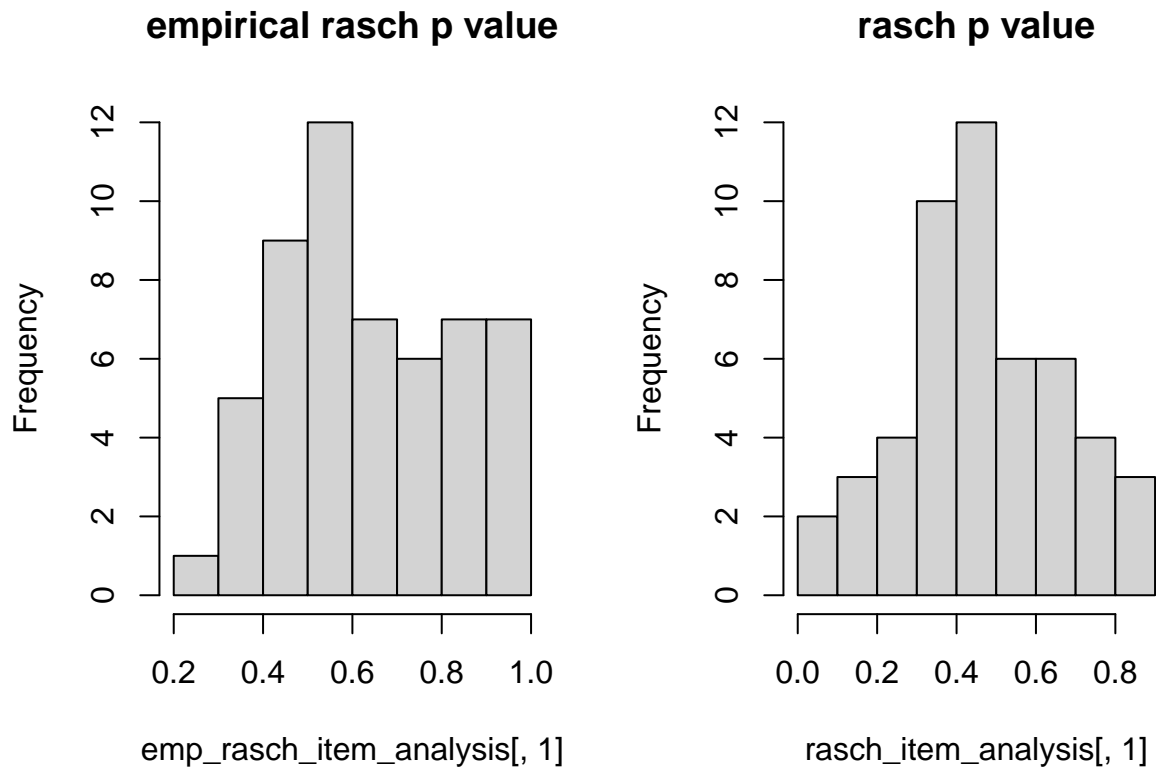 empirical rasch p value
Frequency
12
10
8
6
4
2
0
0.2 0.4 0.6 0.8 1.0
emp_rasch_item_analysis[, 1]
rasch p value
Frequency
12
10
8
6
4
2
0
0.0 0.2 0.4 0.6 0.8
rasch_item_analysis[, 1]